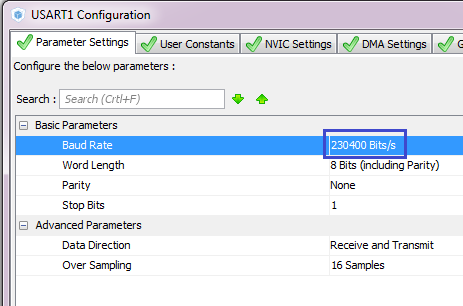 USART1 Configuration
Parameter Settings User Constants NVIC Settings DMA Settings G
Configure the below parameters :
Search : Search (Crtl+F)
Basic Parameters
Baud Rate 230400 Bits/s
Word Length 8 Bits (including Parity)
Parity None
Stop Bits 1
Advanced Parameters
Data Direction Receive and Transmit
Over Sampling 16 Samples